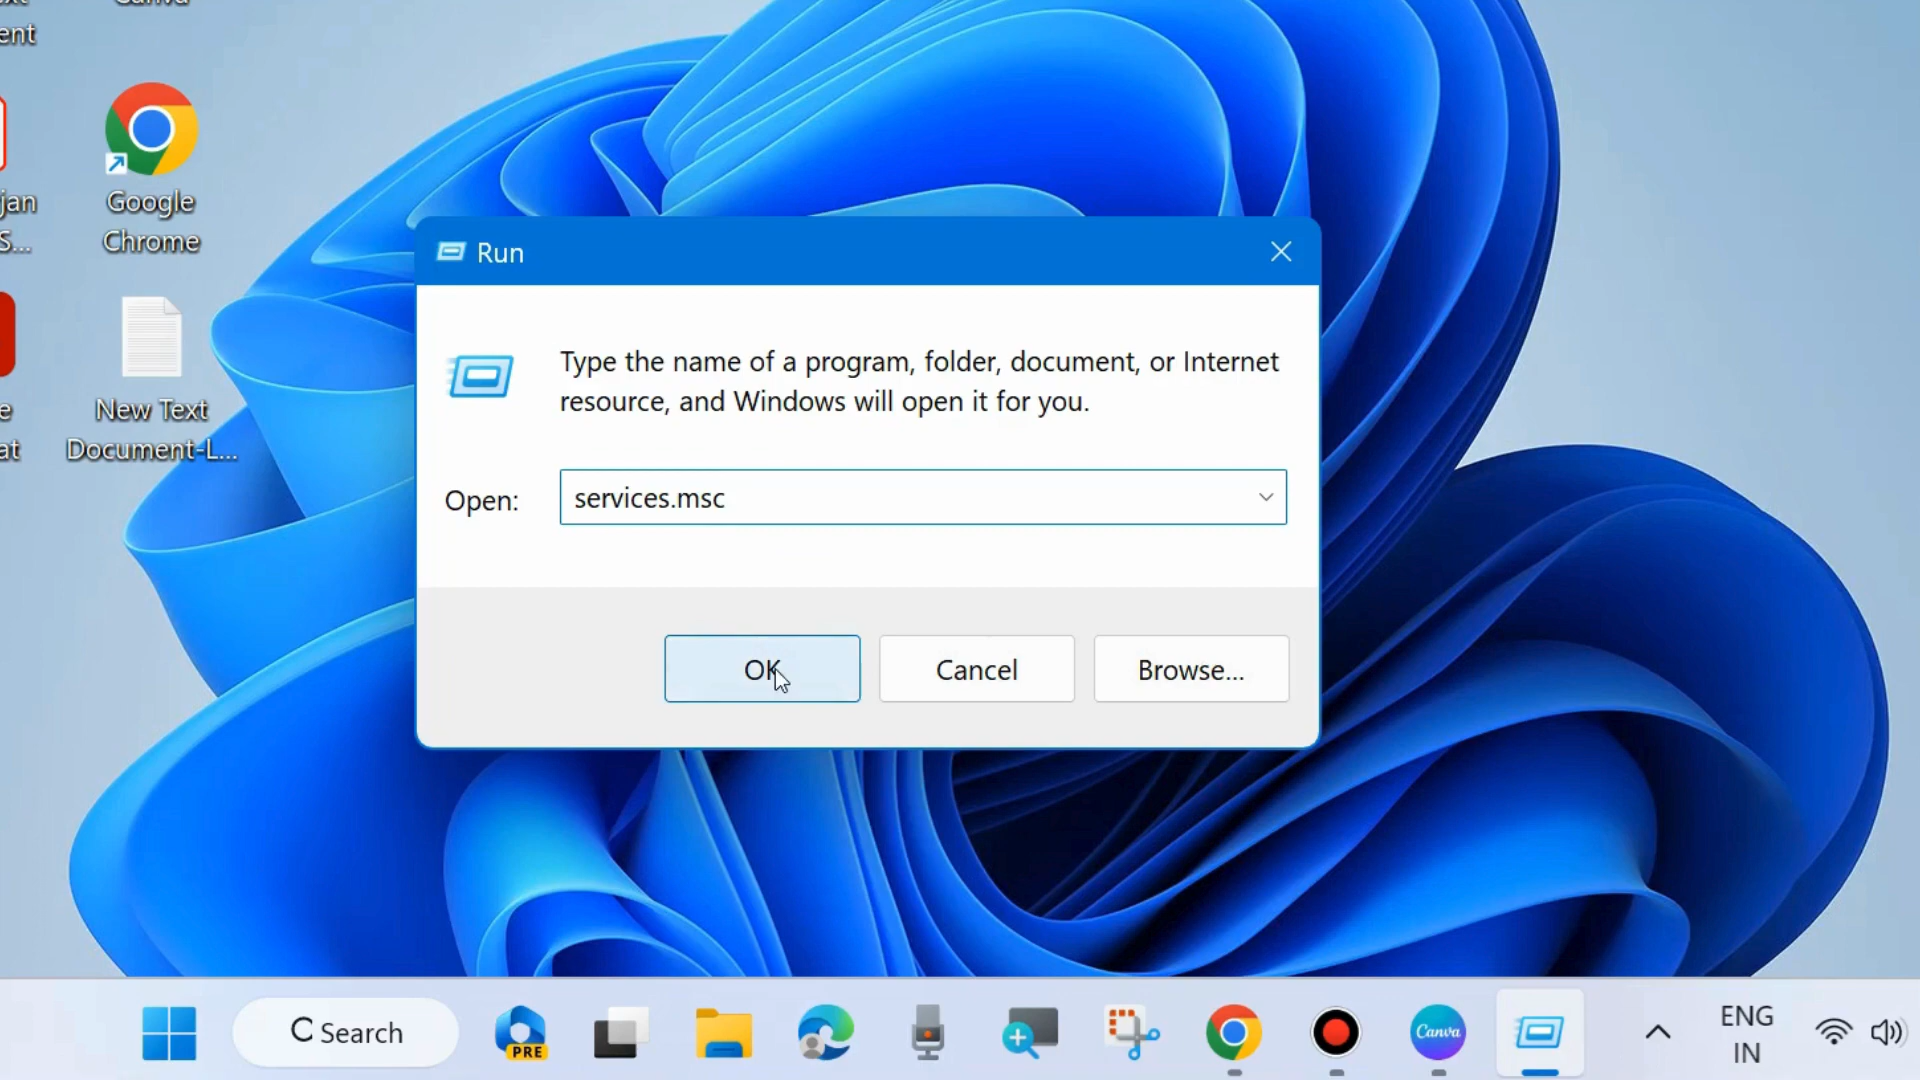 Canva
ent
Google
Chrome
jan
S...
New Text
Document-L...
e
at
Run
Type the name of a program, folder, document, or Internet
resource, and Windows will open it for you.
Open:
services.msc
OK
Cancel
Browse...
Search
PRE
Canva
ENG
IN